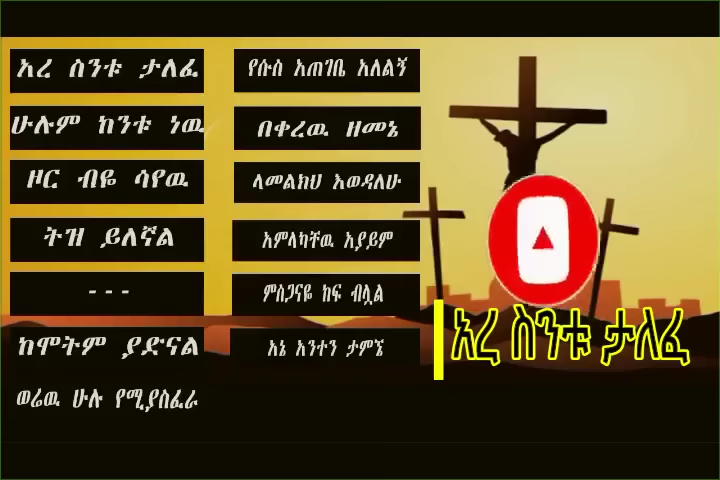 አረ ስንቱ ታለፈ
ሁሉም ከንቱ ነዉ
ዞር ብዬ ሳየዉ
ትዝ ይለኛል
---
ከሞትም ያድናል
ወሬዉ ሁሉ የሚያስፈራ
የሱስ አጠገቤ አለልኝ
በቀረዉ ዘመኔ
ላመልክህ እወዳለሁ
አምላካቸዉ አያይም
ምስጋናዬ ከፍ ብሏል
እኔ አንተን ታምኜ
አረ ስንቱ ታለፈ